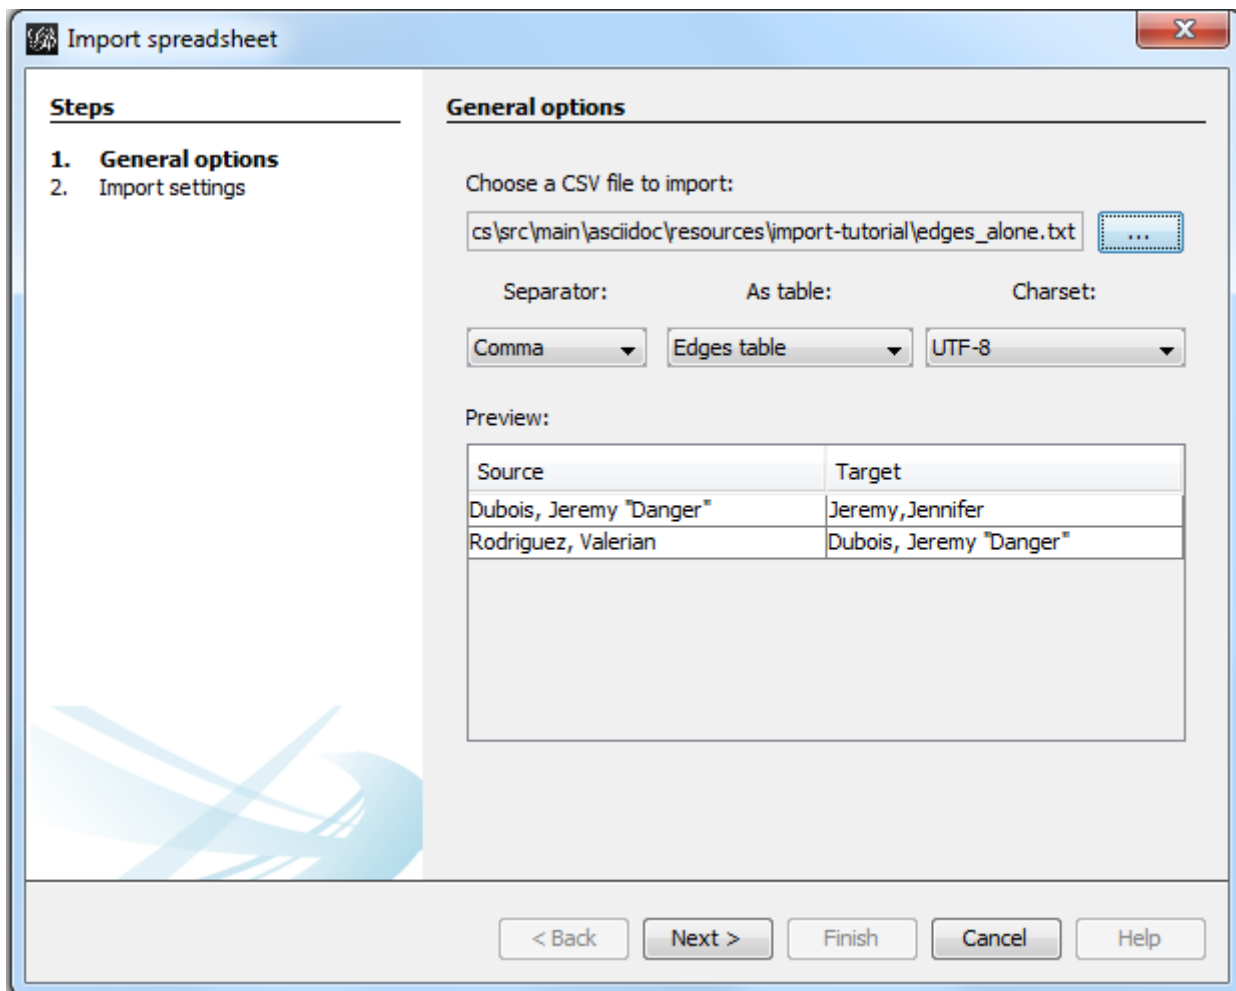 Import spreadsheet
Steps
1. General options
2. Import settings
General options
Choose a CSV file to import:
cs\src\main\asciidoc\resources\import-tutorial\edges_alone.txt ...
Separator: As table: Charset:
Comma Edges table UTF-8
Preview:
Source Target
Dubois, Jeremy "Danger" Jeremy,Jennifer
Rodriguez, Valerian Dubois, Jeremy "Danger"
< Back Next > Finish Cancel Help